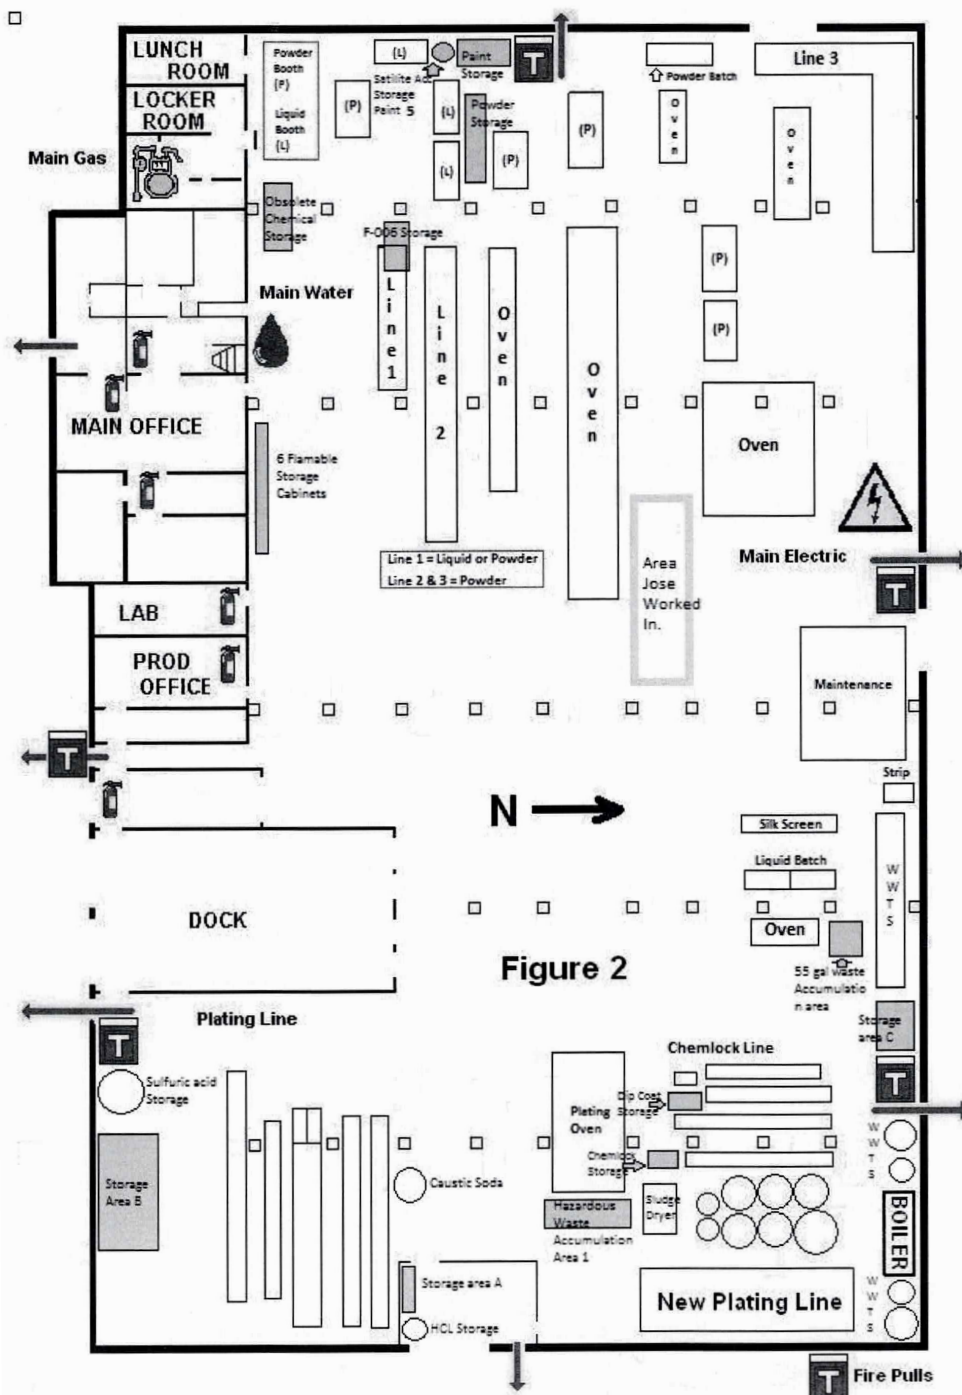 LUNCH
ROOM
LOCKER
ROOM
Main Gas
Powder
Booth
(P)
Liquid
Booth
(L)
(P)
(L)
Satilite Acc
Storage
Paint 5
Paint
Storage
T
(L)
(L)
Powder
Storage
(P)
(P)
Powder Batch
Oven
Line 3
Oven
Obsolete
Chemical
Storage
F-006 Storage
Main Water
Line 1
Line 2
Oven
Oven
(P)
(P)
Oven
MAIN OFFICE
6 Flamable
Storage
Cabinets
Line 1 = Liquid or Powder
Line 2 & 3 = Powder
Area
Jose
Worked
In.
Main Electric
T
LAB
PROD
OFFICE
Maintenance
T
Strip
N
Silk Screen
Liquid Batch
WWTS
DOCK
Oven
Figure 2
55 gal waste
Accumulatio
n area
Storage
area C
Plating Line
T
Chemlock Line
T
Sulfuric acid
Storage
Dip Coat
Storage
Plating
Oven
Chemlock
Storage
WWTS
Storage
Area B
Caustic Soda
Hazardous
Waste
Accumulation
Area 1
Sludge
Dryer
BOILER
Storage area A
HCL Storage
New Plating Line
WWTS
T
Fire Pulls